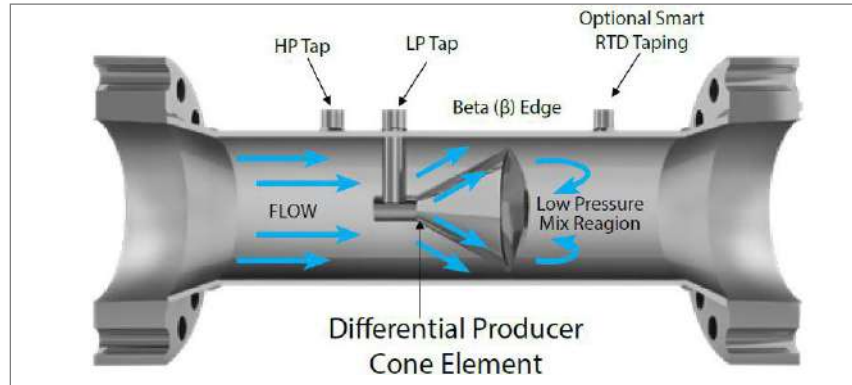 Optional Smart
RTD Taping
HP Tap
LP Tap
Beta (β) Edge
FLOW
Low Pressure
Mix Reagion
Differential Producer
Cone Element